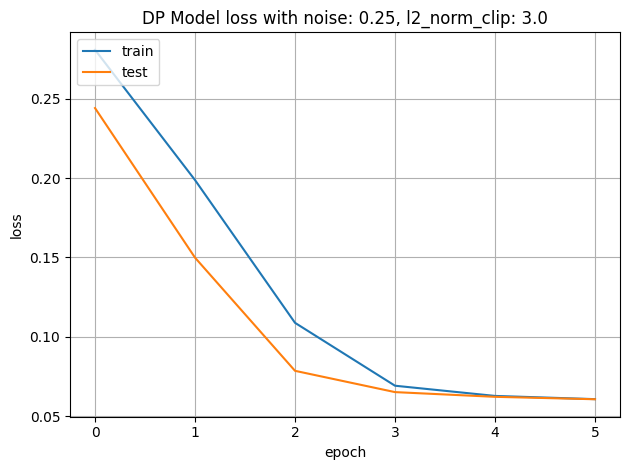 DP Model loss with noise: 0.25, l2_norm_clip: 3.0
train
test
0.25
0.20
0.15
0.10
0.05
loss
0 1 2 3 4 5
epoch